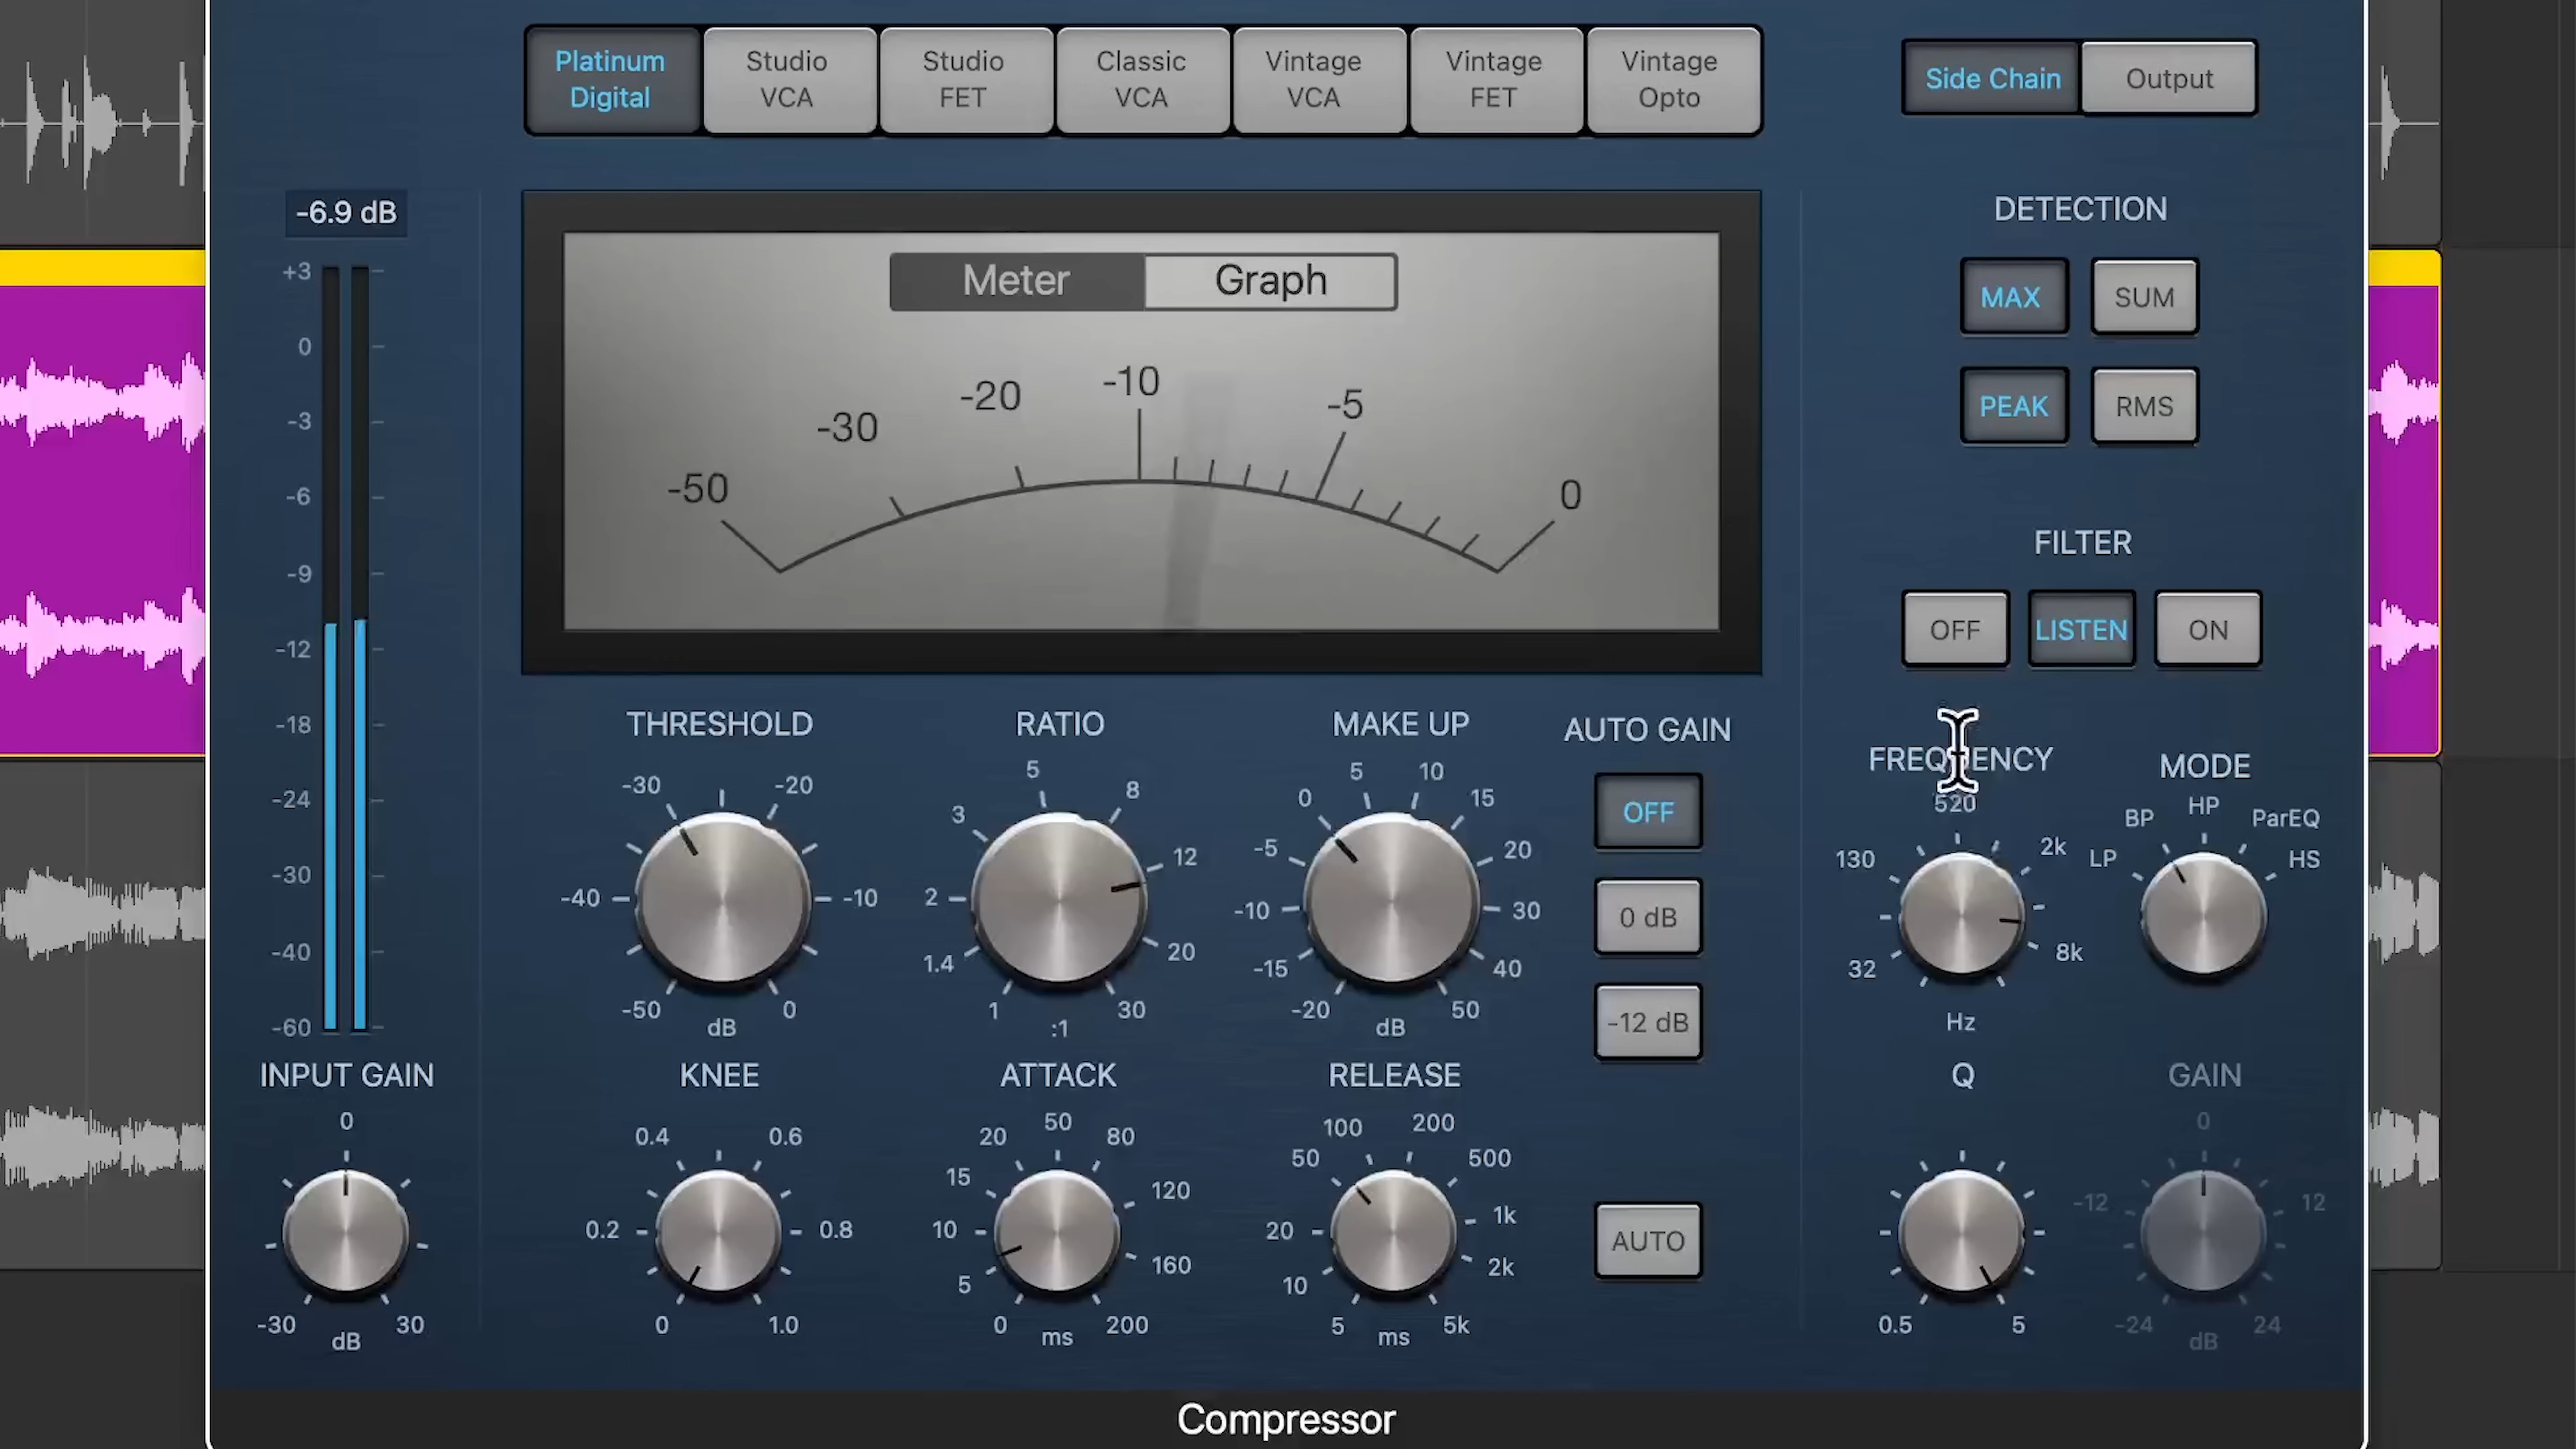 Platinum Digital
Studio VCA
Studio FET
Classic VCA
Vintage VCA
Vintage FET
Vintage Opto
Side Chain Output
-6.9 dB
+3
0
-3
-6
-9
-12
-18
-24
-30
-40
-60
INPUT GAIN
0
-30 30
dB
Meter Graph
-50 -30 -20 -10 -5 0
THRESHOLD
-30 -20
-40 -10
-50 0
dB
RATIO
5
3 8
2 12
1.4 20
1 30
:1
MAKE UP
5 10
0 15
-5 20
-10 30
-15 40
-20 50
dB
AUTO GAIN
OFF
0 dB
-12 dB
KNEE
0.4 0.6
0.2 0.8
0 1.0
ATTACK
50
20 80
15 120
10 160
5
0 200
ms
RELEASE
100 200
50 500
20 1k
10 2k
5 5k
ms
AUTO
DETECTION
MAX SUM
PEAK RMS
FILTER
OFF LISTEN ON
FREQUENCY
520
130 2k
32 8k
Hz
MODE
HP
BP ParEQ
LP HS
Q
0.5 5
GAIN
0
-12 12
-24 24
dB
Compressor